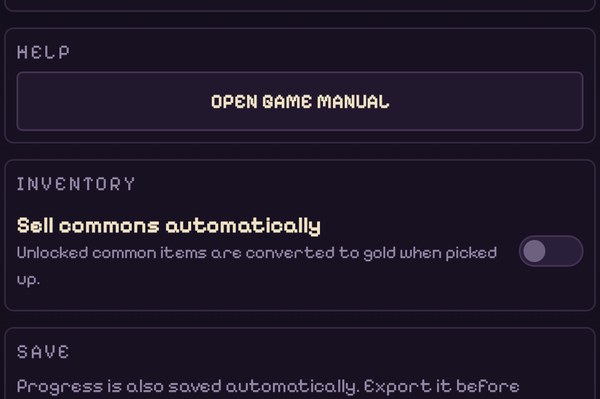 HELP
OPEN GAME MANUAL
INVENTORY
Sell commons automatically
Unlocked common items are converted to gold when picked
up.
SAVE
Progress is also saved automatically. Export it before